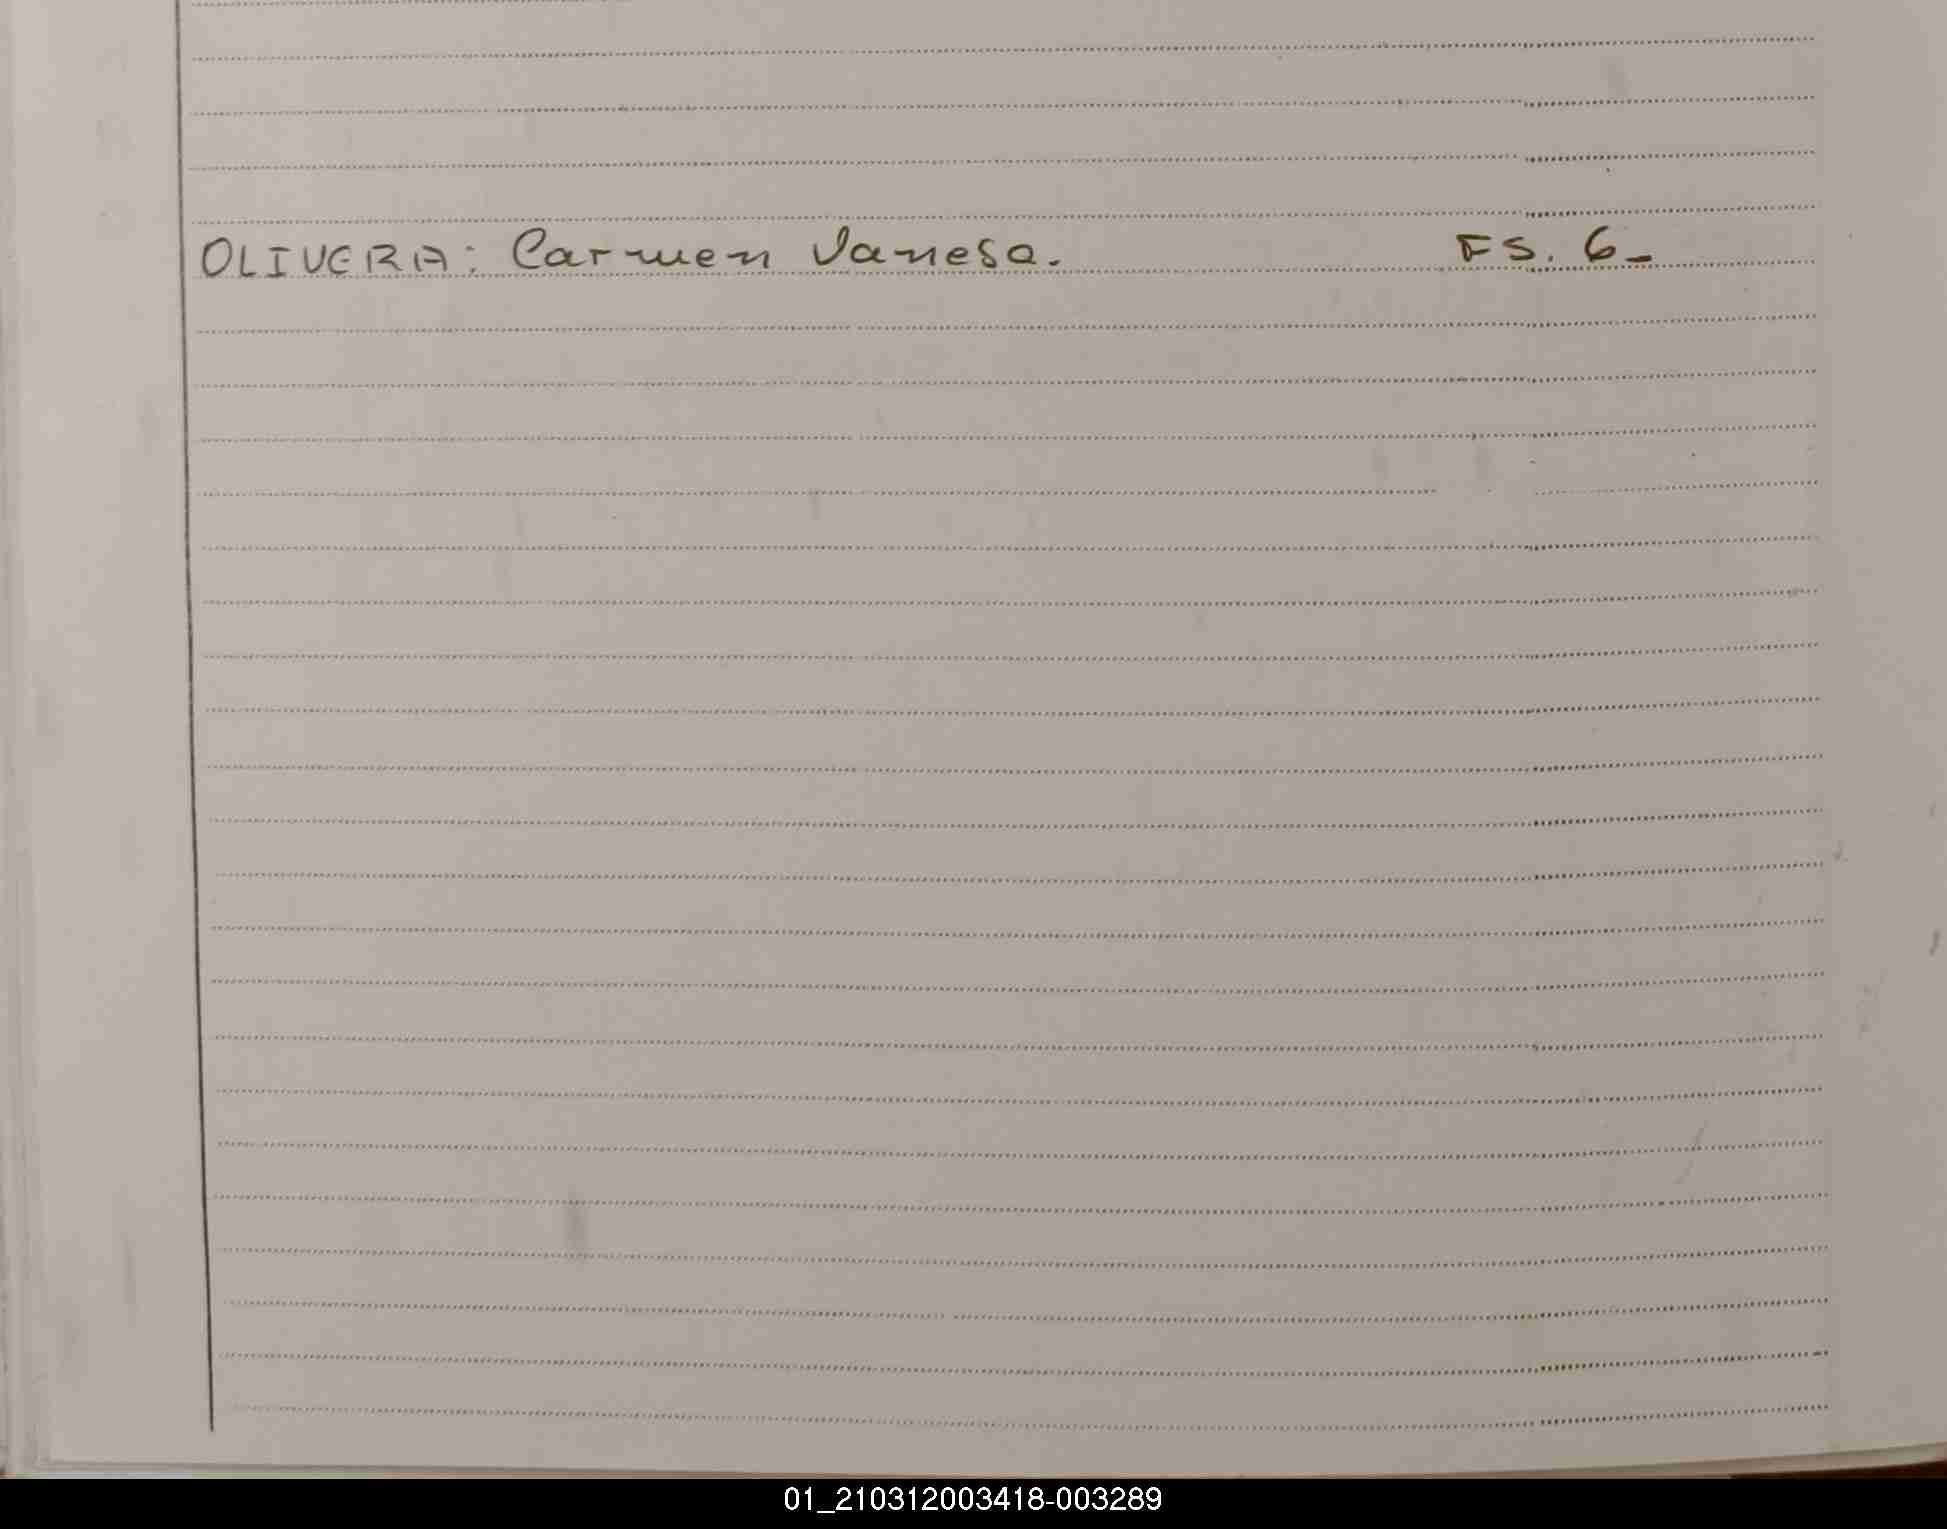 OLIVERA: Carmen Vanesa. FS. 6_
01_210312003418-003289